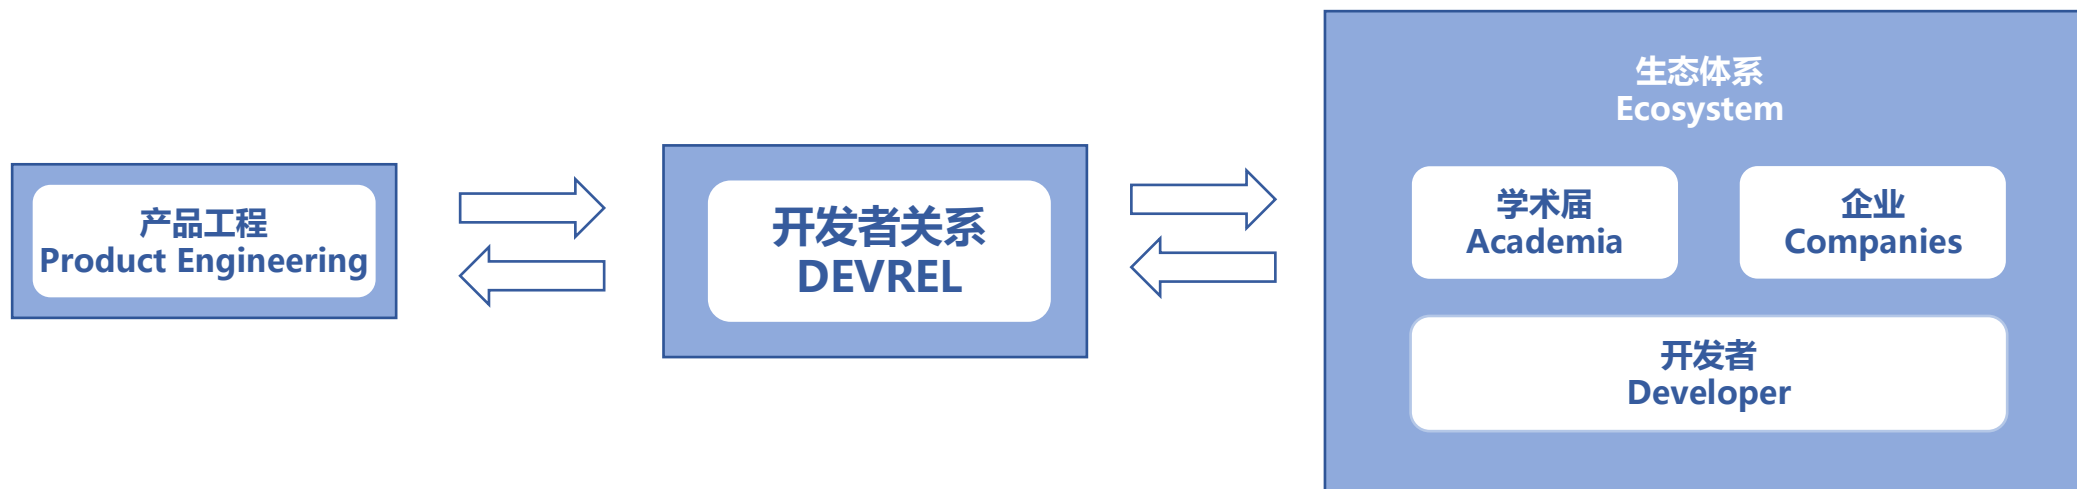 产品工程
Product Engineering
开发者关系
DEVREL
生态体系
Ecosystem
学术届
Academia
企业
Companies
开发者
Developer